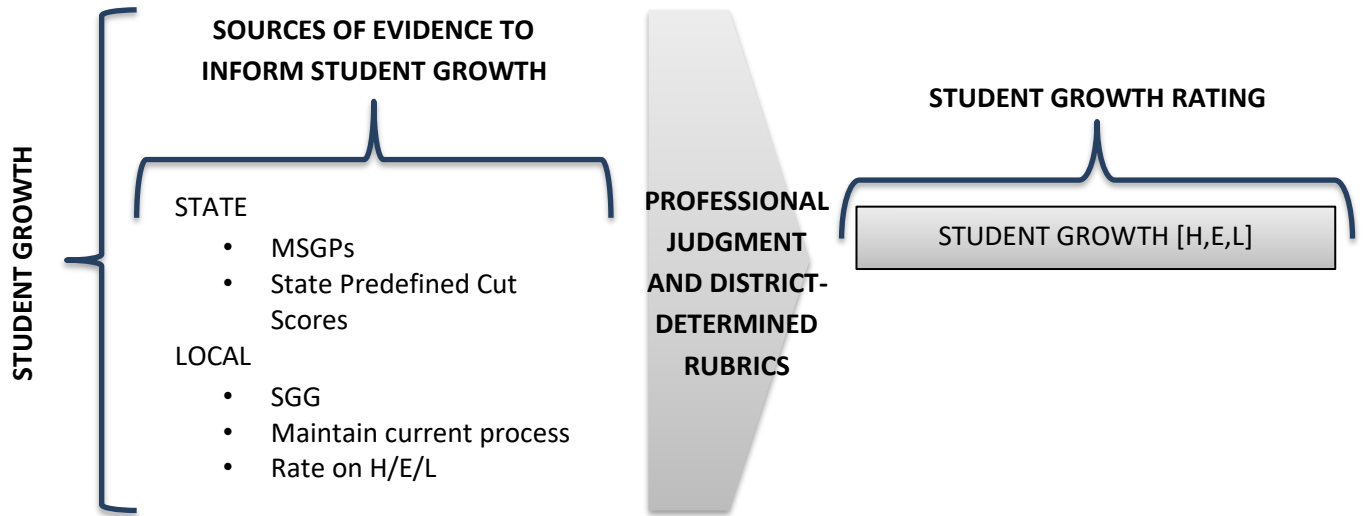 STUDENT GROWTH
SOURCES OF EVIDENCE TO
INFORM STUDENT GROWTH
STATE
• MSGPs
• State Predefined Cut
Scores
LOCAL
• SGG
• Maintain current process
• Rate on H/E/L
PROFESSIONAL
JUDGMENT
AND DISTRICT-
DETERMINED
RUBRICS
STUDENT GROWTH RATING
STUDENT GROWTH [H,E,L]